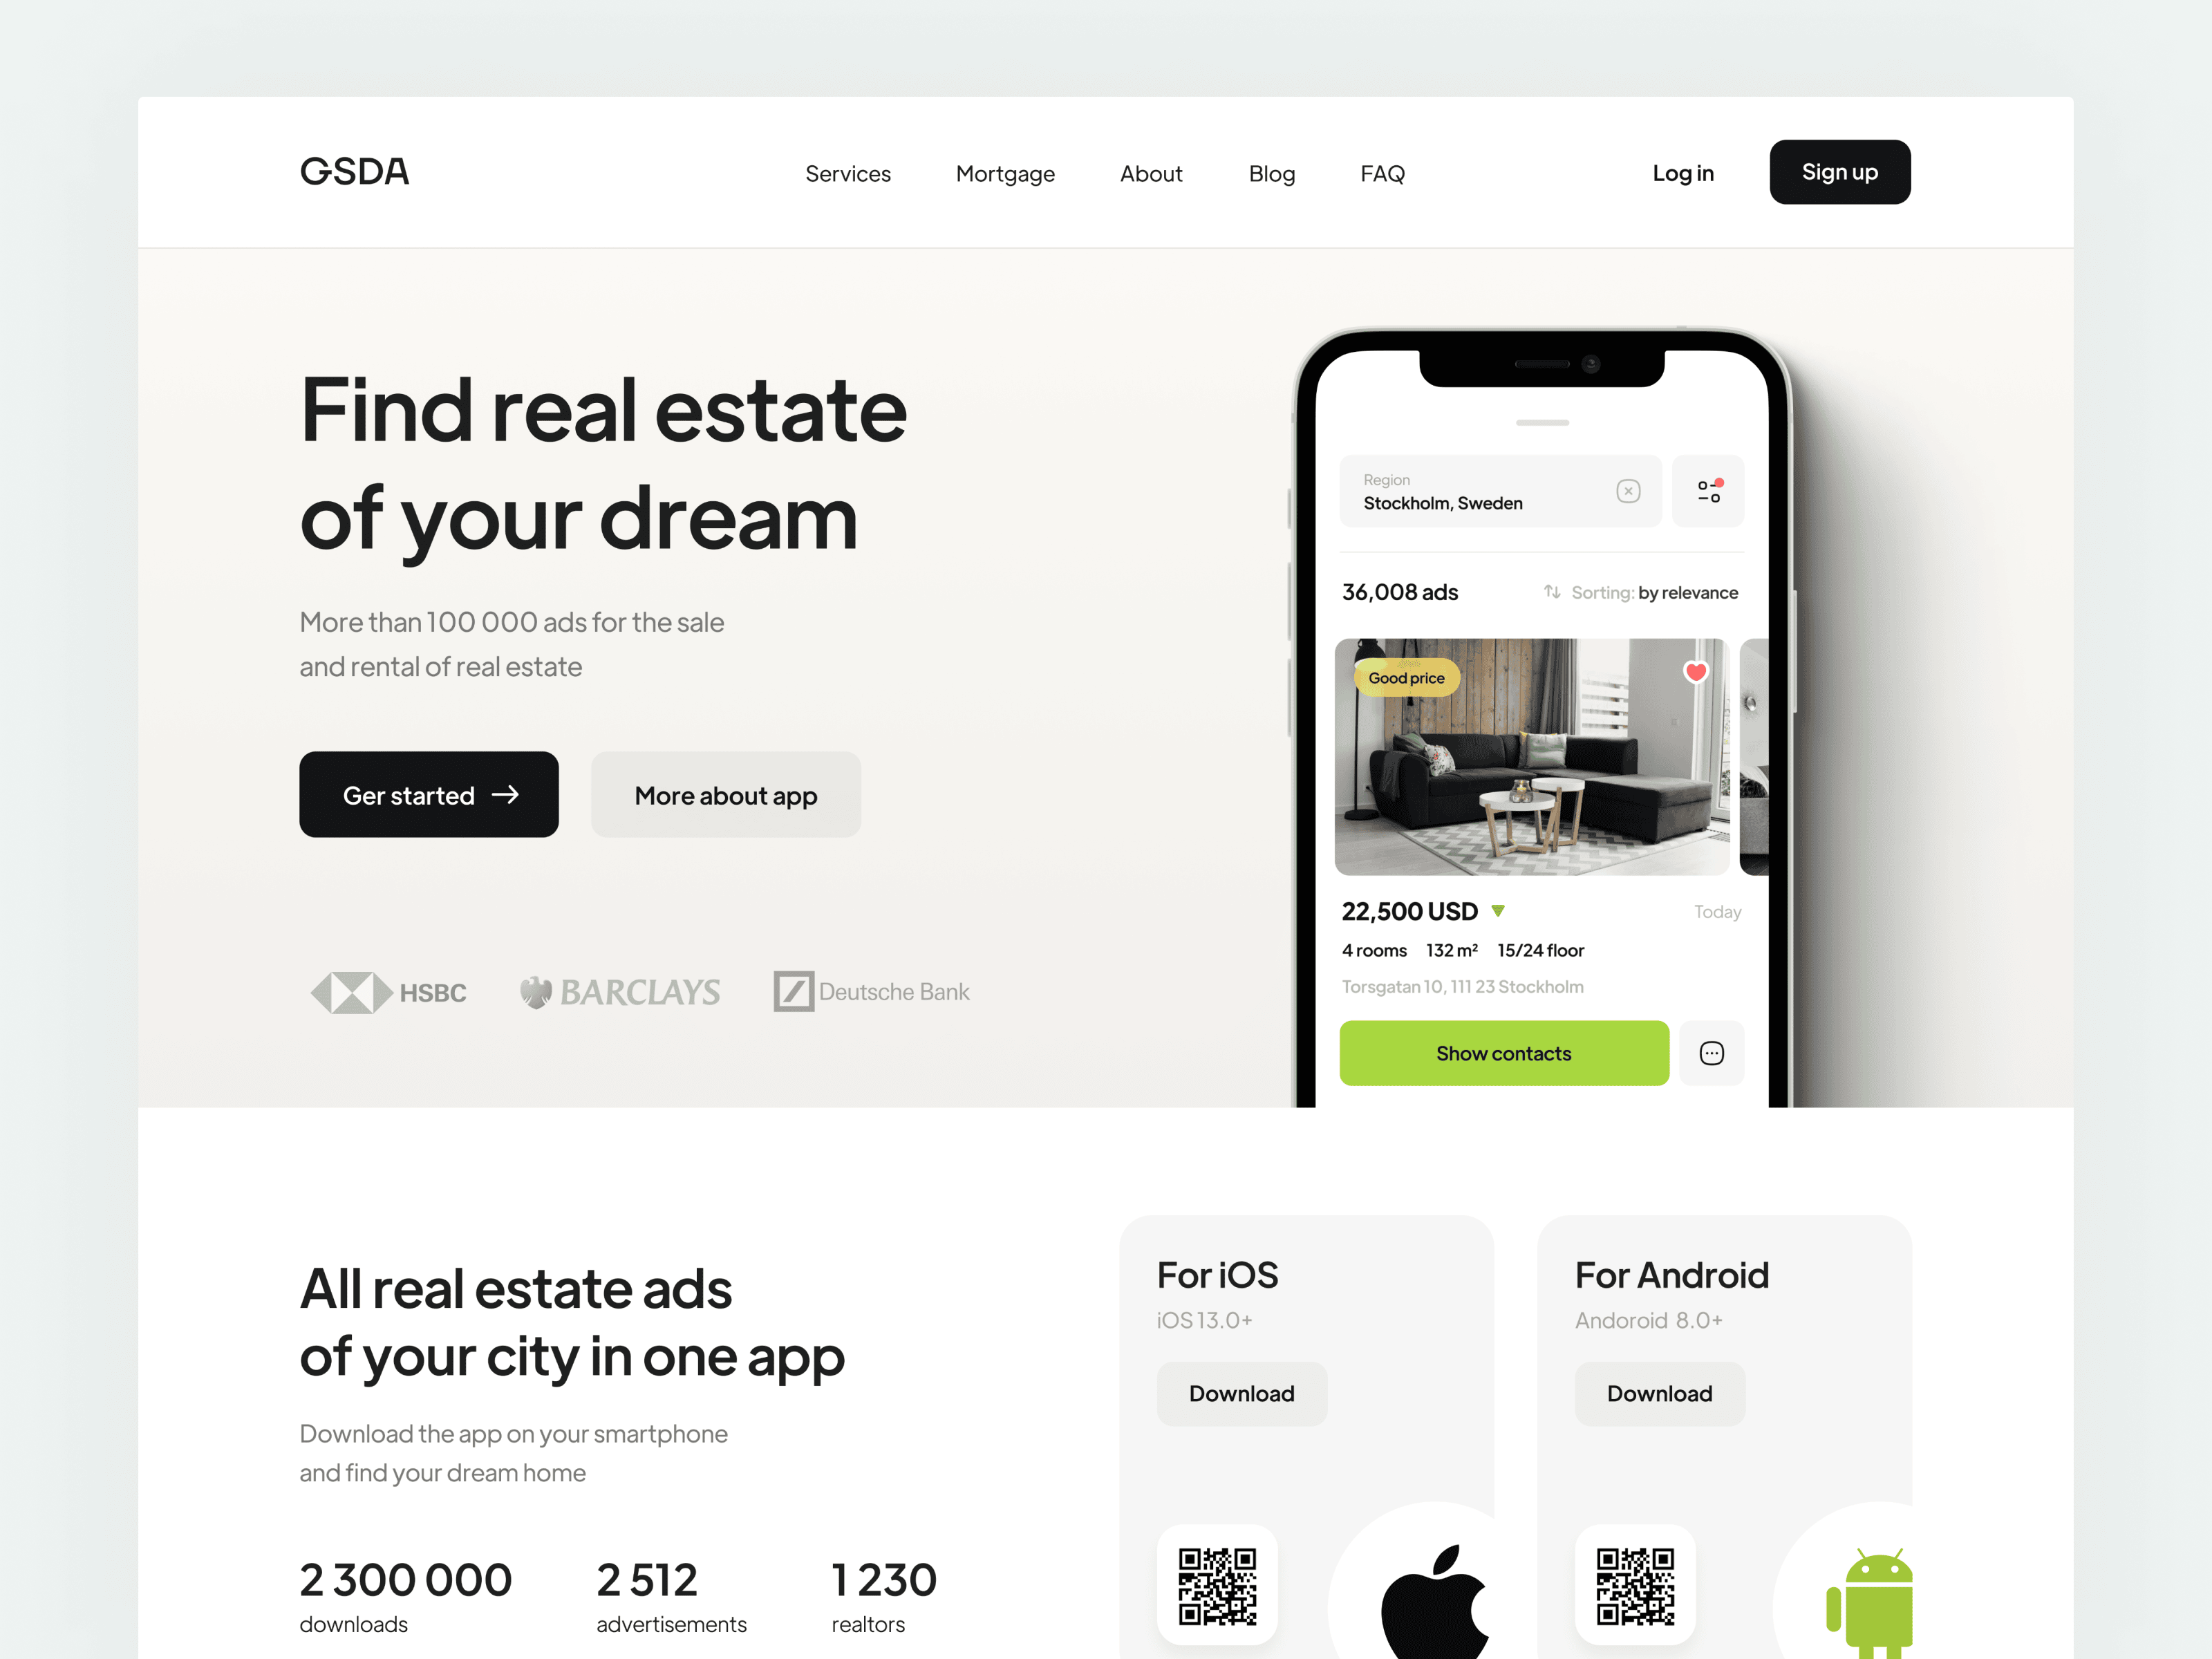 GSDA
Services
Mortgage
About
Blog
FAQ
Log in
Sign up
Find real estate
of your dream
More than 100 000 ads for the sale
and rental of real estate
Ger started
More about app
HSBC
BARCLAYS
Deutsche Bank
Region
Stockholm, Sweden
36,008 ads
Sorting: by relevance
Good price
22,500 USD
Today
4 rooms 132 m² 15/24 floor
Torsgatan 10, 111 23 Stockholm
Show contacts
All real estate ads
of your city in one app
Download the app on your smartphone
and find your dream home
2 300 000
downloads
2 512
advertisements
1 230
realtors
For iOS
iOS 13.0+
Download
For Android
Andoroid 8.0+
Download